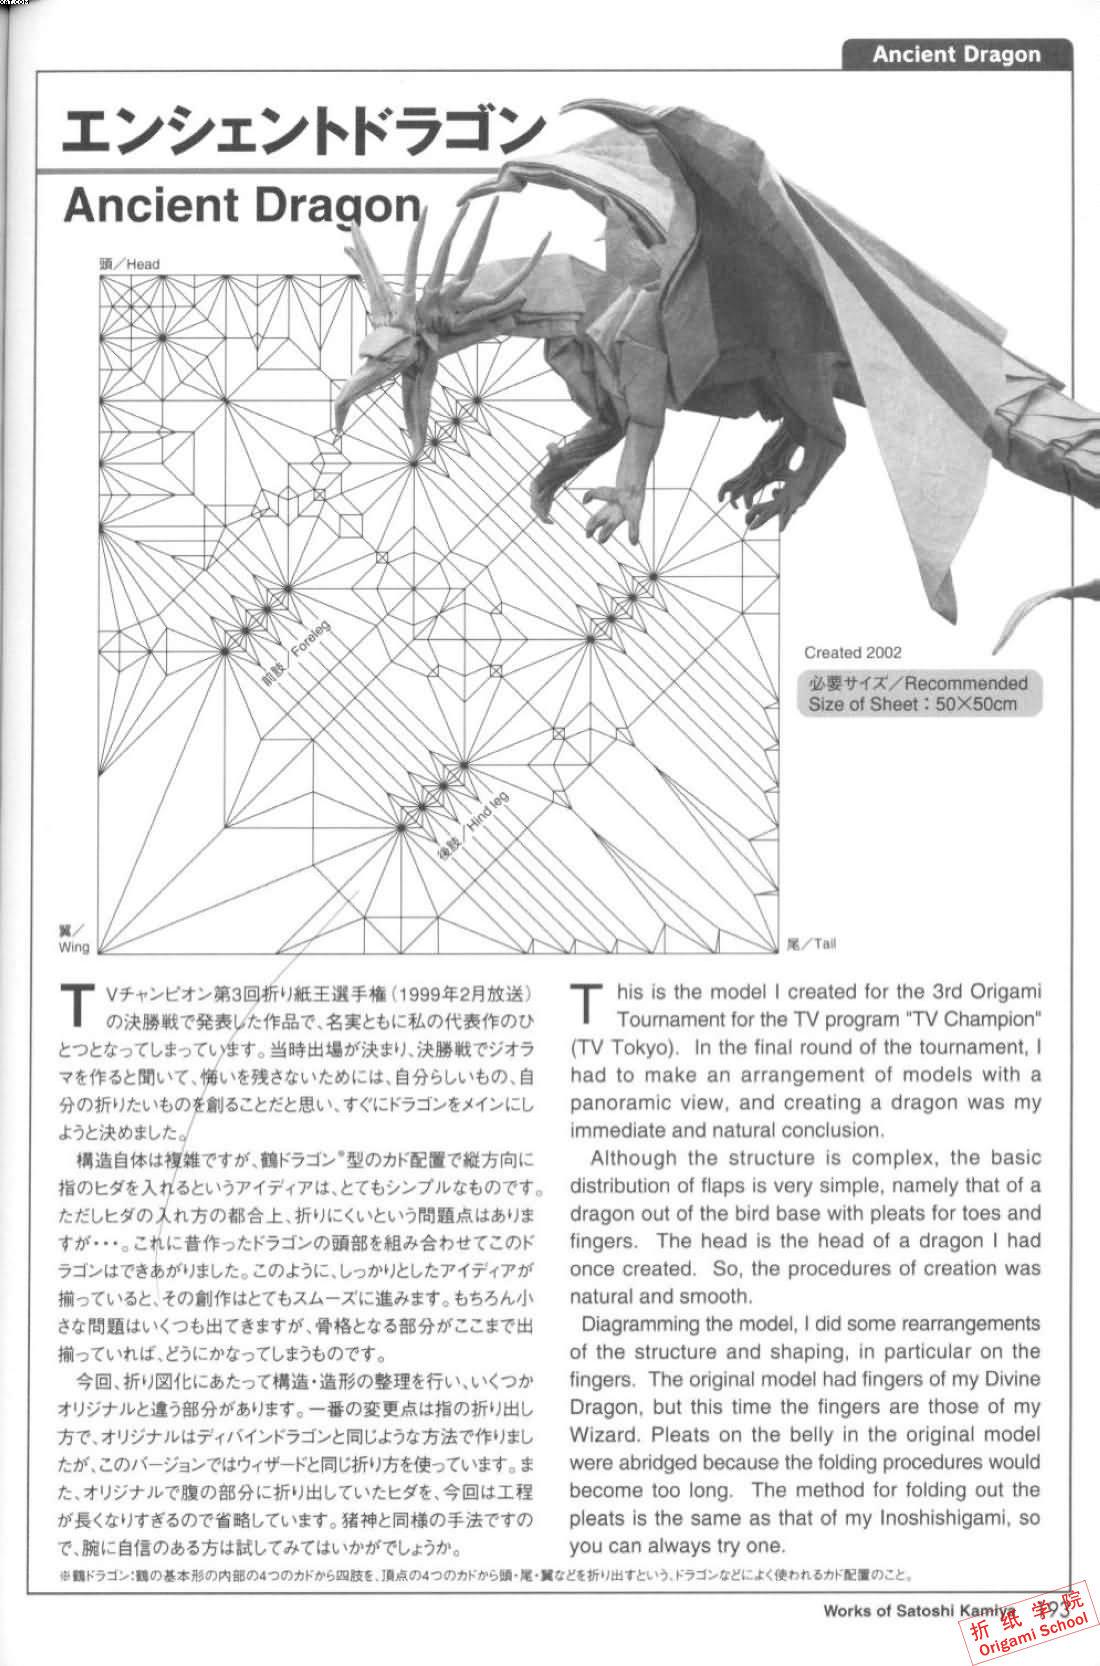 Ancient Dragon
エンシェントドラゴン
Ancient Dragon
頭／Head
前肢／Foreleg
後肢／Hind leg
翼／
Wing
尾／Tail
Created 2002
必要サイズ／Recommended
Size of Sheet：50×50cm
TVチャンピオン第3回折り紙王選手権（1999年2月放送）
の決勝戦で発表した作品で、名実ともに私の代表作のひ
とつとなってしまっています。当時出場が決まり、決勝戦でジオラ
マを作ると聞いて、悔いを残さないためには、自分らしいもの、自
分の折りたいものを創ることだと思い、すぐにドラゴンをメインにし
ようと決めました。
構造自体は複雑ですが、鶴ドラゴン※型のカド配置で縦方向に
指のヒダを入れるというアイディアは、とてもシンプルなものです。
ただしヒダの入れ方の都合上、折りにくいという問題点はありま
すが・・・。これに昔作ったドラゴンの頭部を組み合わせてこのド
ラゴンはできあがりました。このように、しっかりとしたアイディアが
揃っていると、その創作はとてもスムーズに進みます。もちろん小
さな問題はいくつも出てきますが、骨格となる部分がここまで出
揃っていれば、どうにかなってしまうものです。
今回、折り図化にあたって構造・造形の整理を行い、いくつか
オリジナルと違う部分があります。一番の変更点は指の折り出し
方で、オリジナルはディバインドラゴンと同じような方法で作りまし
たが、このバージョンではウィザードと同じ折り方を使っています。ま
た、オリジナルで腹の部分に折り出していたヒダを、今回は工程
が長くなりすぎるので省略しています。猪神と同様の手法ですの
で、腕に自信のある方は試してみてはいかがでしょうか。
This is the model I created for the 3rd Origami
Tournament for the TV program "TV Champion"
(TV Tokyo). In the final round of the tournament, I
had to make an arrangement of models with a
panoramic view, and creating a dragon was my
immediate and natural conclusion.
Although the structure is complex, the basic
distribution of flaps is very simple, namely that of a
dragon out of the bird base with pleats for toes and
fingers. The head is the head of a dragon I had
once created. So, the procedures of creation was
natural and smooth.
Diagramming the model, I did some rearrangements
of the structure and shaping, in particular on the
fingers. The original model had fingers of my Divine
Dragon, but this time the fingers are those of my
Wizard. Pleats on the belly in the original model
were abridged because the folding procedures would
become too long. The method for folding out the
pleats is the same as that of my Inoshishigami, so
you can always try one.
※鶴ドラゴン：鶴の基本形の内部の4つのカドから四肢を、頂点の4つのカドから頭・尾・翼などを折り出すという、ドラゴンなどによく使われるカド配置のこと。
Works of Satoshi Kamiya 193
折纸学院
Origami School